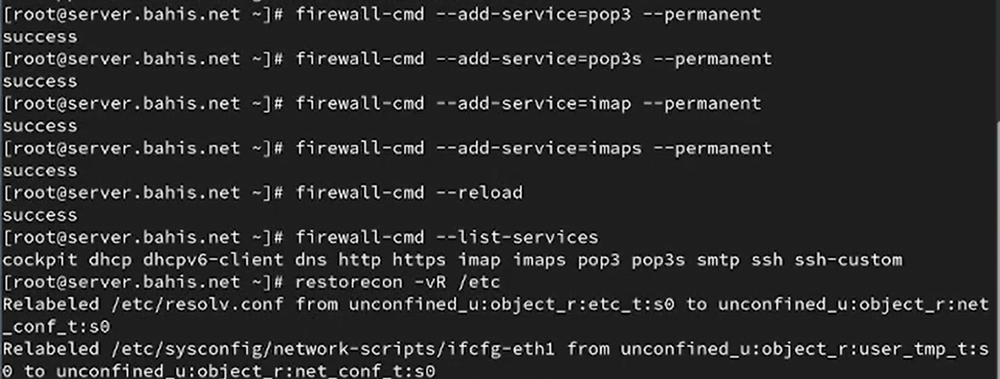 [root@server.bahis.net ~]# firewall-cmd --add-service=pop3 --permanent
success
[root@server.bahis.net ~]# firewall-cmd --add-service=pop3s --permanent
success
[root@server.bahis.net ~]# firewall-cmd --add-service=imap --permanent
success
[root@server.bahis.net ~]# firewall-cmd --add-service=imaps --permanent
success
[root@server.bahis.net ~]# firewall-cmd --reload
success
[root@server.bahis.net ~]# firewall-cmd --list-services
cockpit dhcp dhcpv6-client dns http https imap imaps pop3 pop3s smtp ssh ssh-custom
[root@server.bahis.net ~]# restorecon -vR /etc
Relabeled /etc/resolv.conf from unconfined_u:object_r:etc_t:s0 to unconfined_u:object_r:net
_conf_t:s0
Relabeled /etc/sysconfig/network-scripts/ifcfg-eth1 from unconfined_u:object_r:user_tmp_t:s
0 to unconfined_u:object_r:net_conf_t:s0